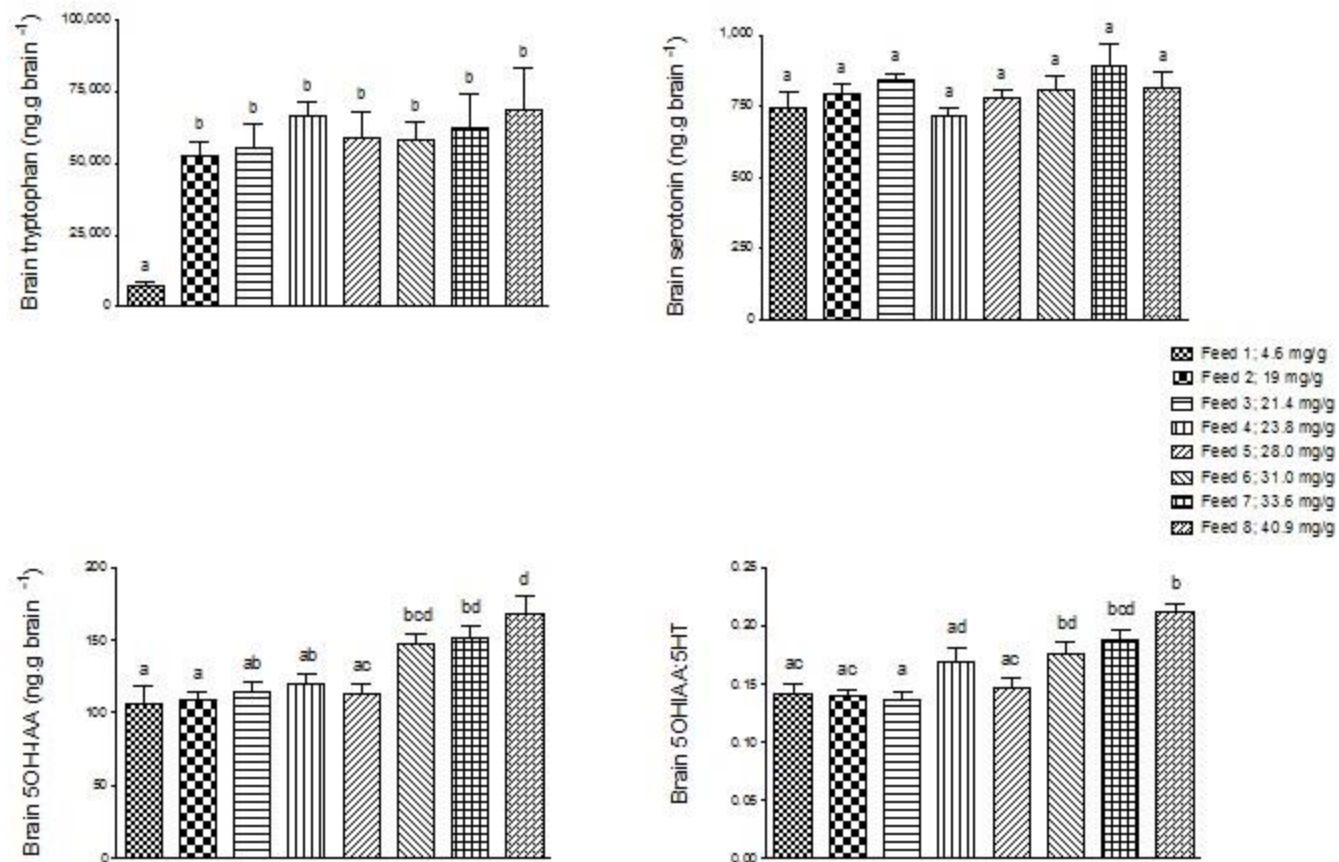 Brain tryptophan (ng.g brain ⁻¹)
100,000
75,000
50,000
25,000
0
a b b b b b b b
Brain serotonin (ng.g brain ⁻¹)
1,000
750
500
250
0
a a a a a a a a
Feed 1; 4.6 mg/g
Feed 2; 19 mg/g
Feed 3; 21.4 mg/g
Feed 4; 23.8 mg/g
Feed 5; 28.0 mg/g
Feed 6; 31.0 mg/g
Feed 7; 33.6 mg/g
Feed 8; 40.9 mg/g
Brain 5OHIAA (ng.g brain ⁻¹)
200
150
100
50
0
a a ab ab ac bcd bd d
Brain 5OHIAA:5HT
0.25
0.20
0.15
0.10
0.05
0.00
ac ac a ad ac bd bcd b